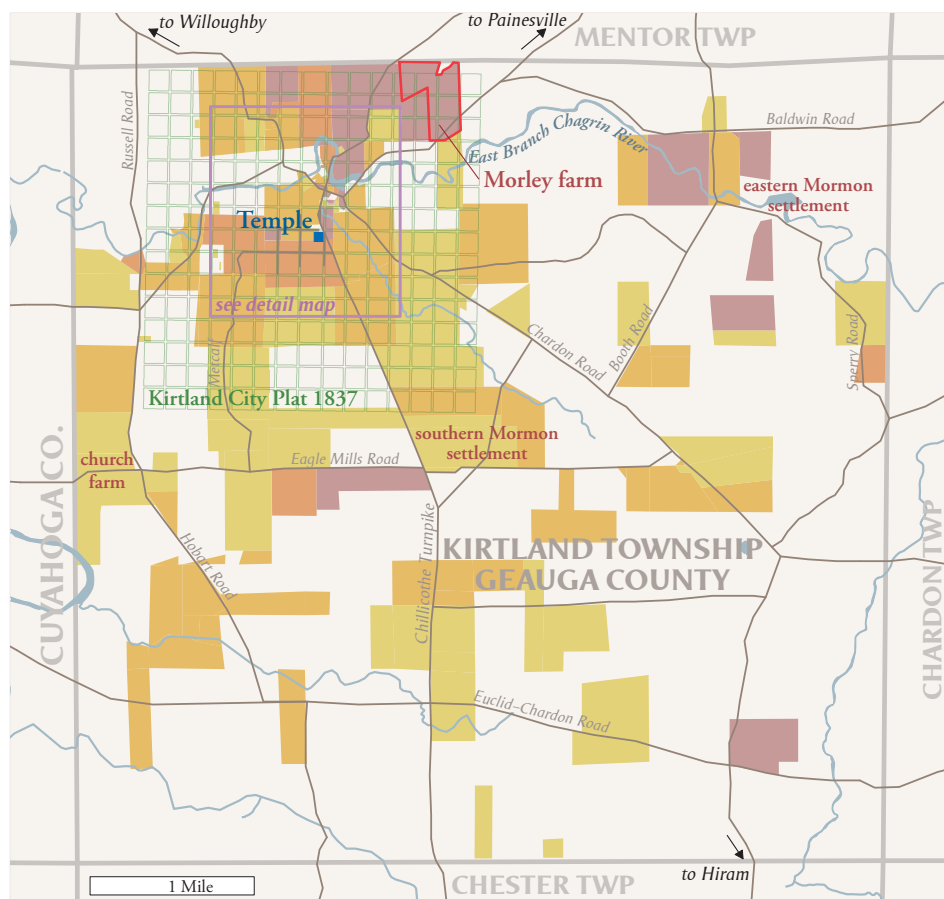 to Willoughby
to Painesville
MENTOR TWP
Russell Road
Baldwin Road
East Branch Chagrin River
Morley farm
eastern Mormon
settlement
Temple
see detail map
Chardon Road
Booth Road
Sperry Road
Metcalf
Kirtland City Plat 1837
southern Mormon
settlement
church
farm
Eagle Mills Road
CUYAHOGA CO.
Hobart Road
Chillicothe Turnpike
KIRTLAND TOWNSHIP
GEAUGA COUNTY
CHARDON TWP
Euclid–Chardon Road
to Hiram
1 Mile
CHESTER TWP